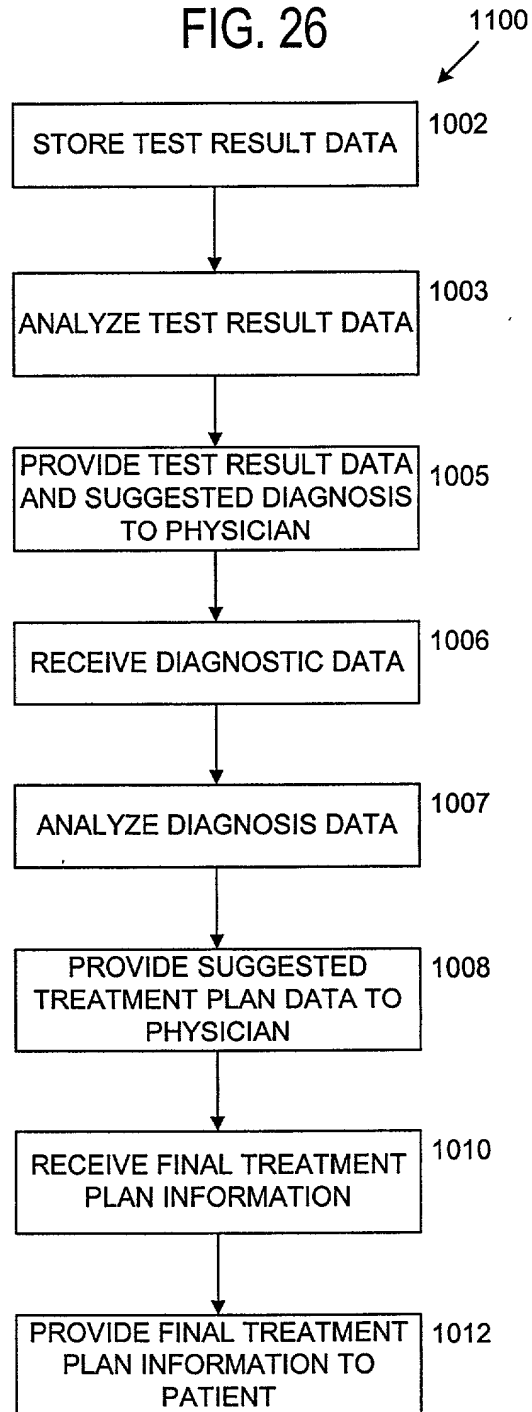 FIG. 26
1100
STORE TEST RESULT DATA
1002
ANALYZE TEST RESULT DATA
1003
PROVIDE TEST RESULT DATA
AND SUGGESTED DIAGNOSIS
TO PHYSICIAN
1005
RECEIVE DIAGNOSTIC DATA
1006
ANALYZE DIAGNOSIS DATA
1007
PROVIDE SUGGESTED
TREATMENT PLAN DATA TO
PHYSICIAN
1008
RECEIVE FINAL TREATMENT
PLAN INFORMATION
1010
PROVIDE FINAL TREATMENT
PLAN INFORMATION TO
PATIENT
1012